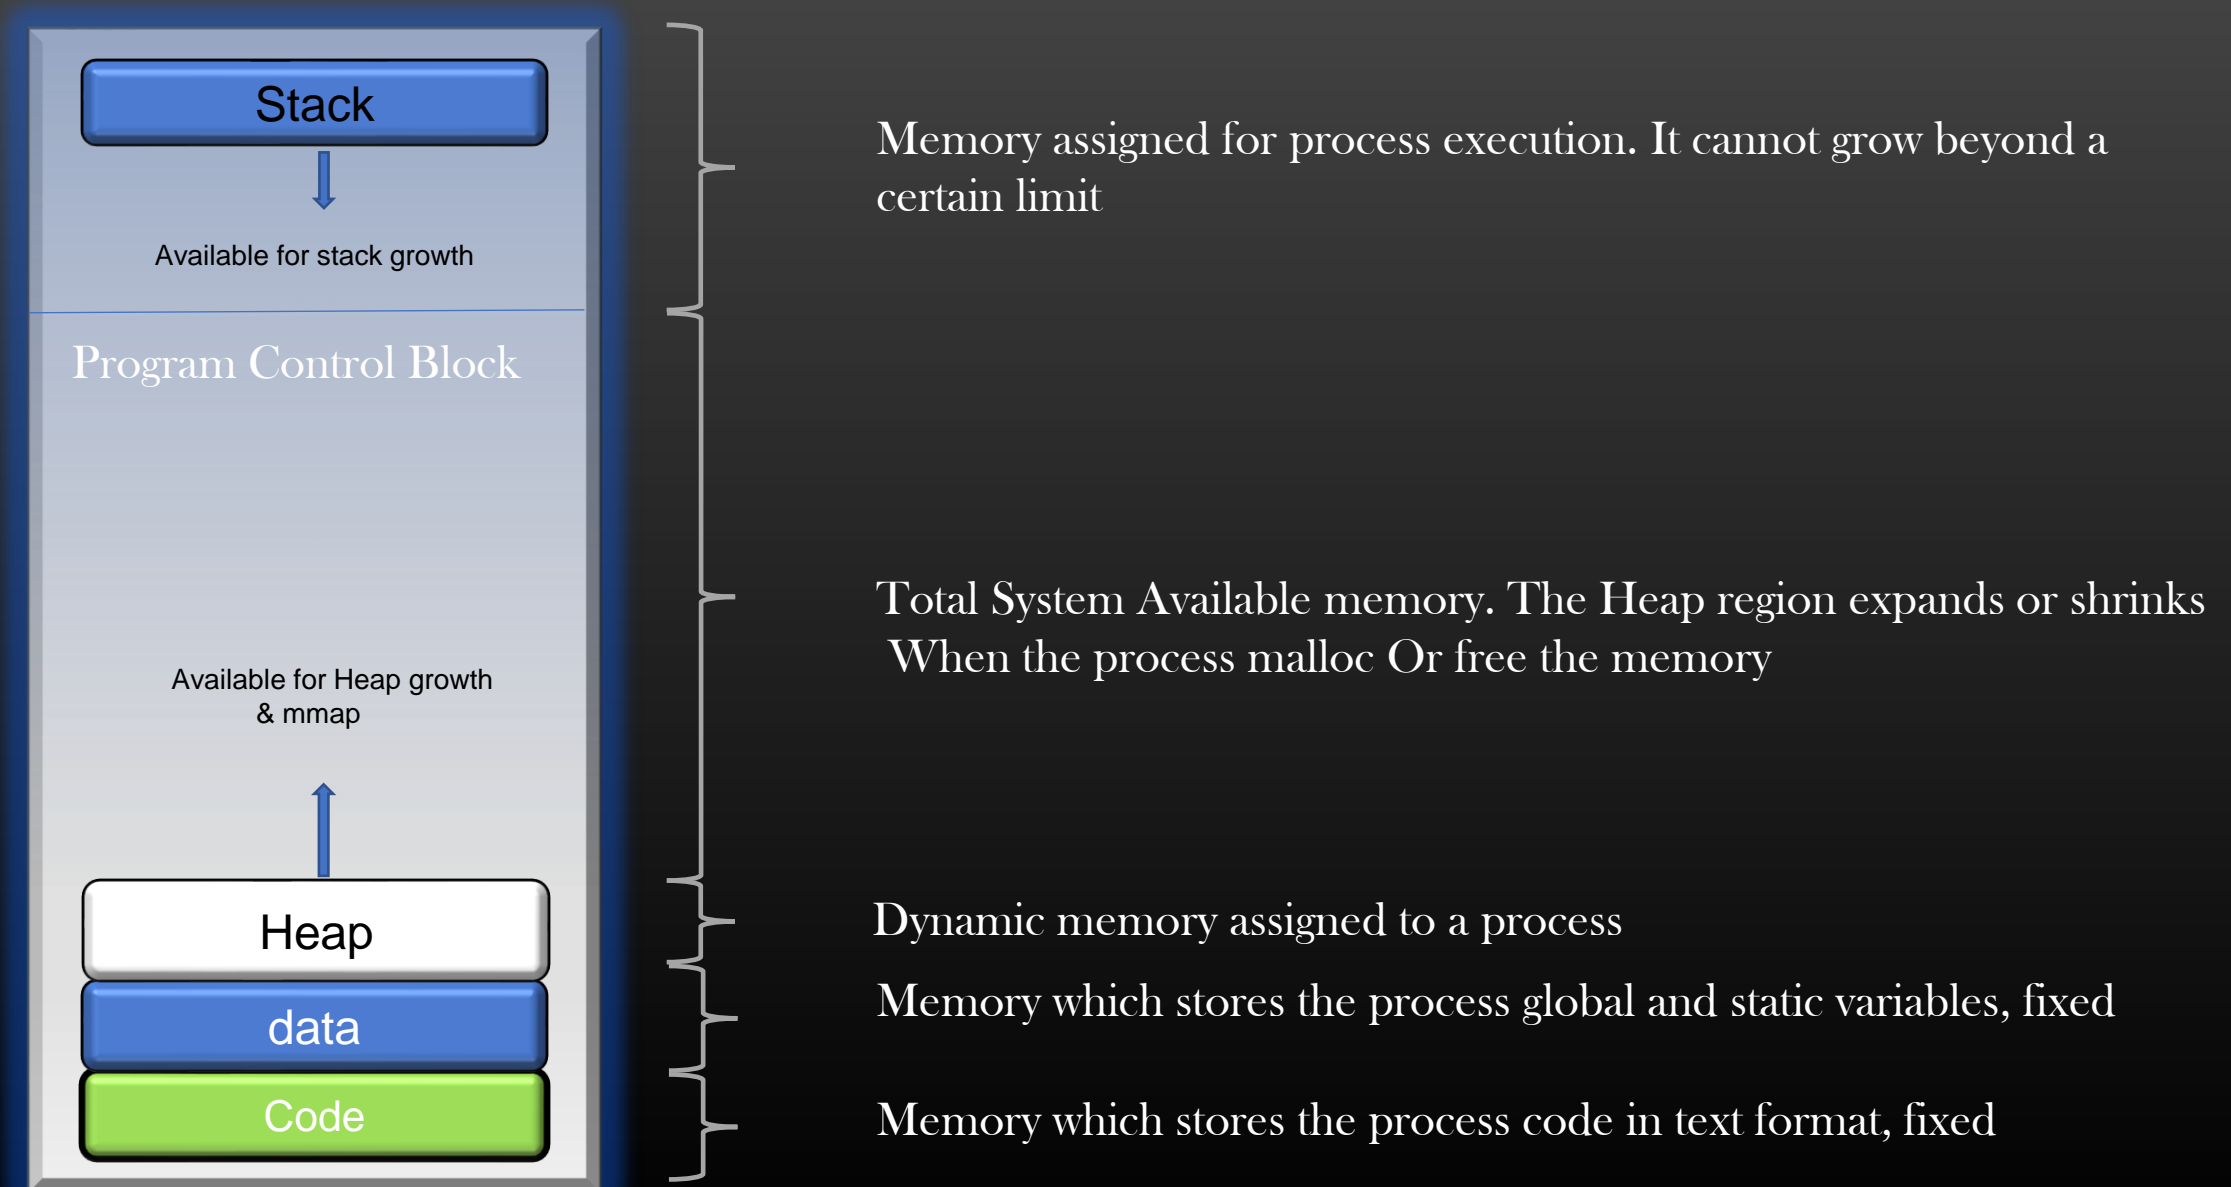 Stack
Available for stack growth
Program Control Block
Available for Heap growth
& mmap
Heap
data
Code
Memory assigned for process execution. It cannot grow beyond a
certain limit
Total System Available memory. The Heap region expands or shrinks
When the process malloc Or free the memory
Dynamic memory assigned to a process
Memory which stores the process global and static variables, fixed
Memory which stores the process code in text format, fixed